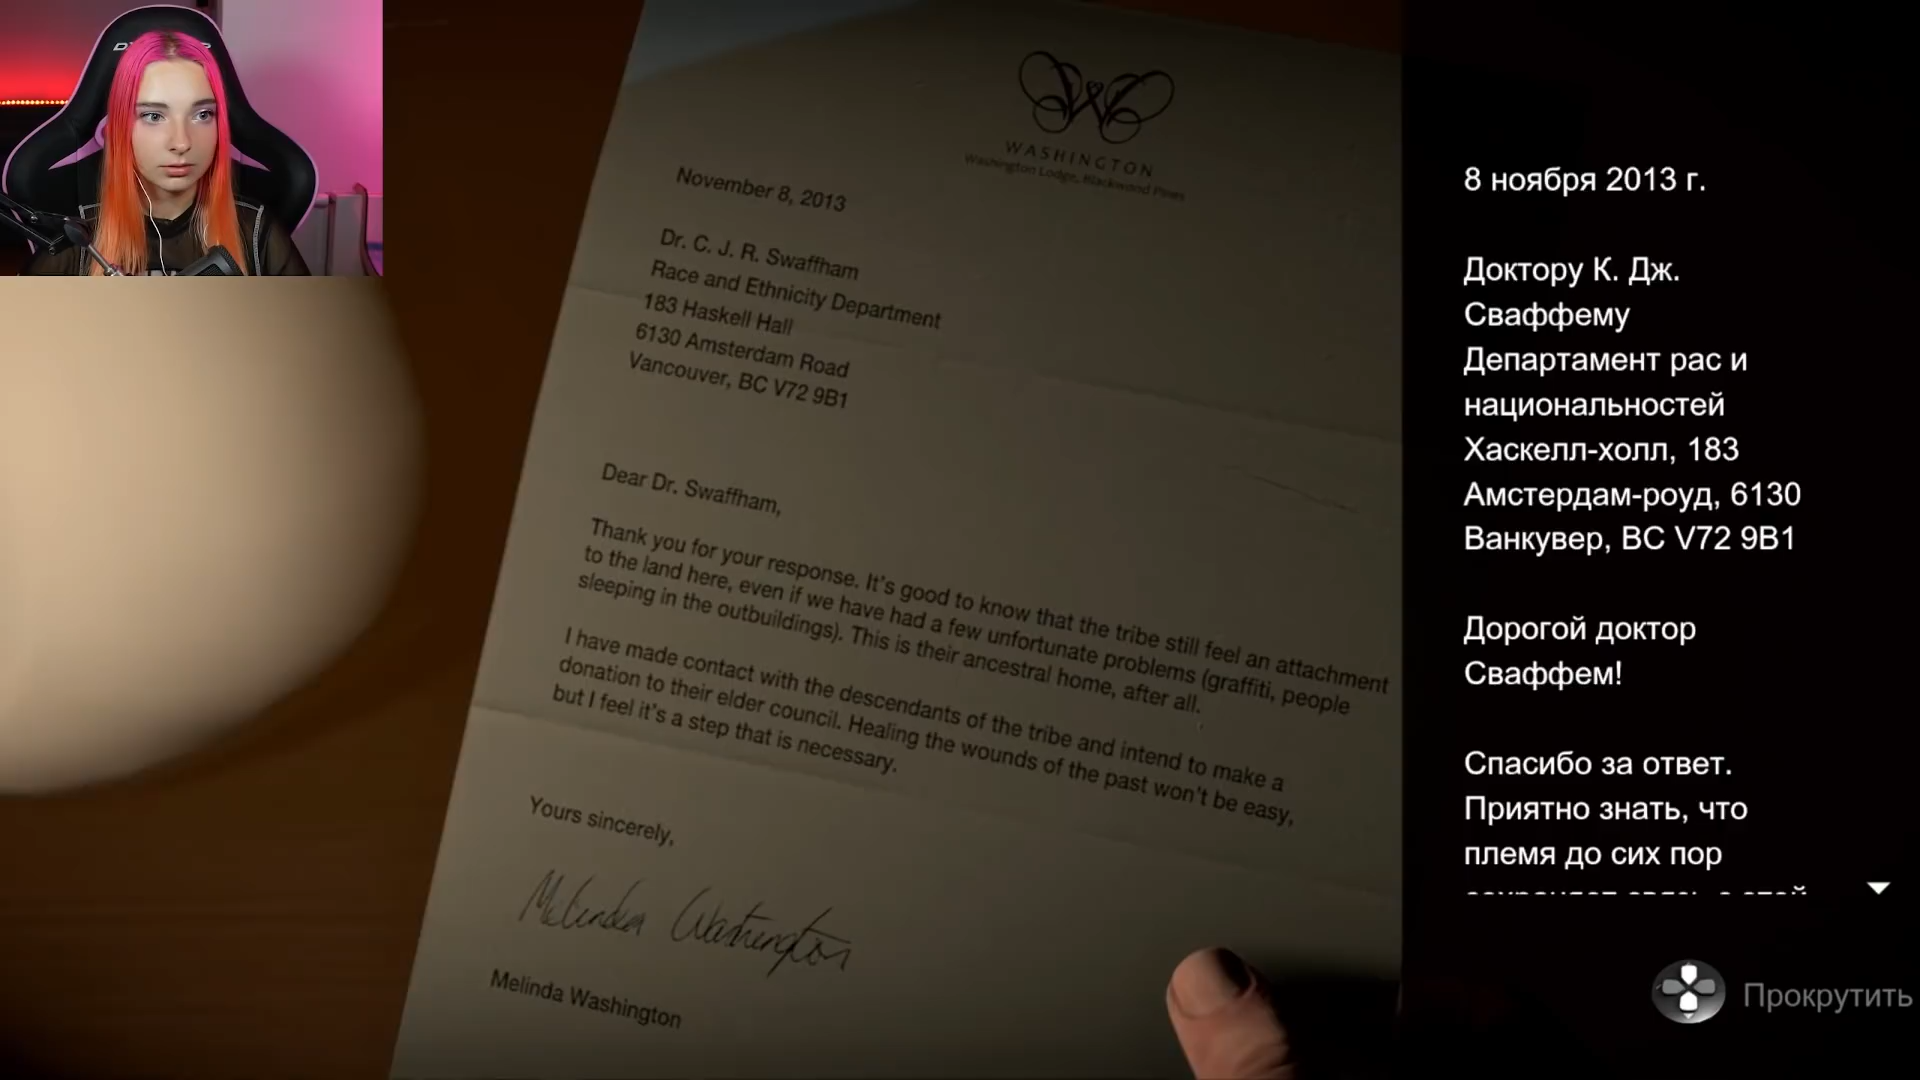 WASHINGTON
Washington Lodge, Blackwood Pines
November 8, 2013
Dr. C. J. R. Swaffham
Race and Ethnicity Department
183 Haskell Hall
6130 Amsterdam Road
Vancouver, BC V72 9B1
Dear Dr. Swaffham,
Thank you for your response. It's good to know that the tribe still feel an attachment
to the land here, even if we have had a few unfortunate problems (graffiti, people
sleeping in the outbuildings). This is their ancestral home, after all.
I have made contact with the descendants of the tribe and intend to make a
donation to their elder council. Healing the wounds of the past won't be easy,
but I feel it's a step that is necessary.
Yours sincerely,
Melinda Washington
Melinda Washington
8 ноября 2013 г.
Доктору К. Дж.
Сваффему
Департамент рас и
национальностей
Хаскелл-холл, 183
Амстердам-роуд, 6130
Ванкувер, BC V72 9B1
Дорогой доктор
Сваффем!
Спасибо за ответ.
Приятно знать, что
племя до сих пор
Прокрутить